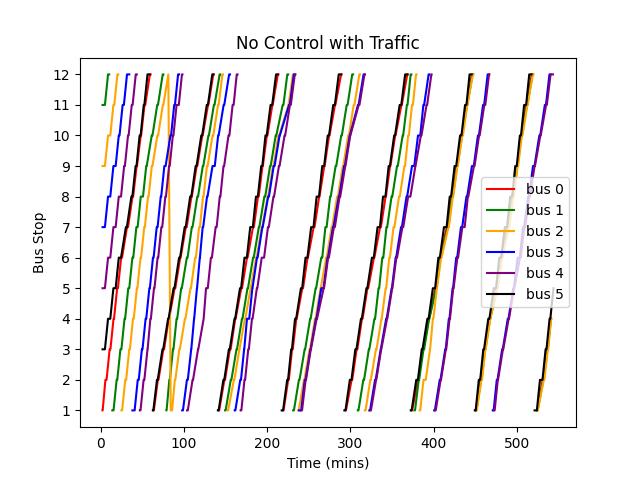 No Control with Traffic
Bus Stop
12
11
10
9
8
7
6
5
4
3
2
1
bus 0
bus 1
bus 2
bus 3
bus 4
bus 5
0 100 200 300 400 500
Time (mins)